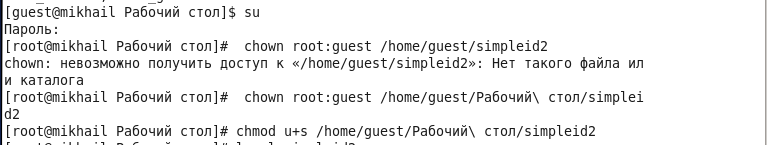 [guest@mikhail Рабочий стол]$ su
Пароль:
[root@mikhail Рабочий стол]#  chown root:guest /home/guest/simpleid2
chown: невозможно получить доступ к «/home/guest/simpleid2»: Нет такого файла ил
и каталога
[root@mikhail Рабочий стол]#  chown root:guest /home/guest/Рабочий\ стол/simplei
d2
[root@mikhail Рабочий стол]# chmod u+s /home/guest/Рабочий\ стол/simpleid2